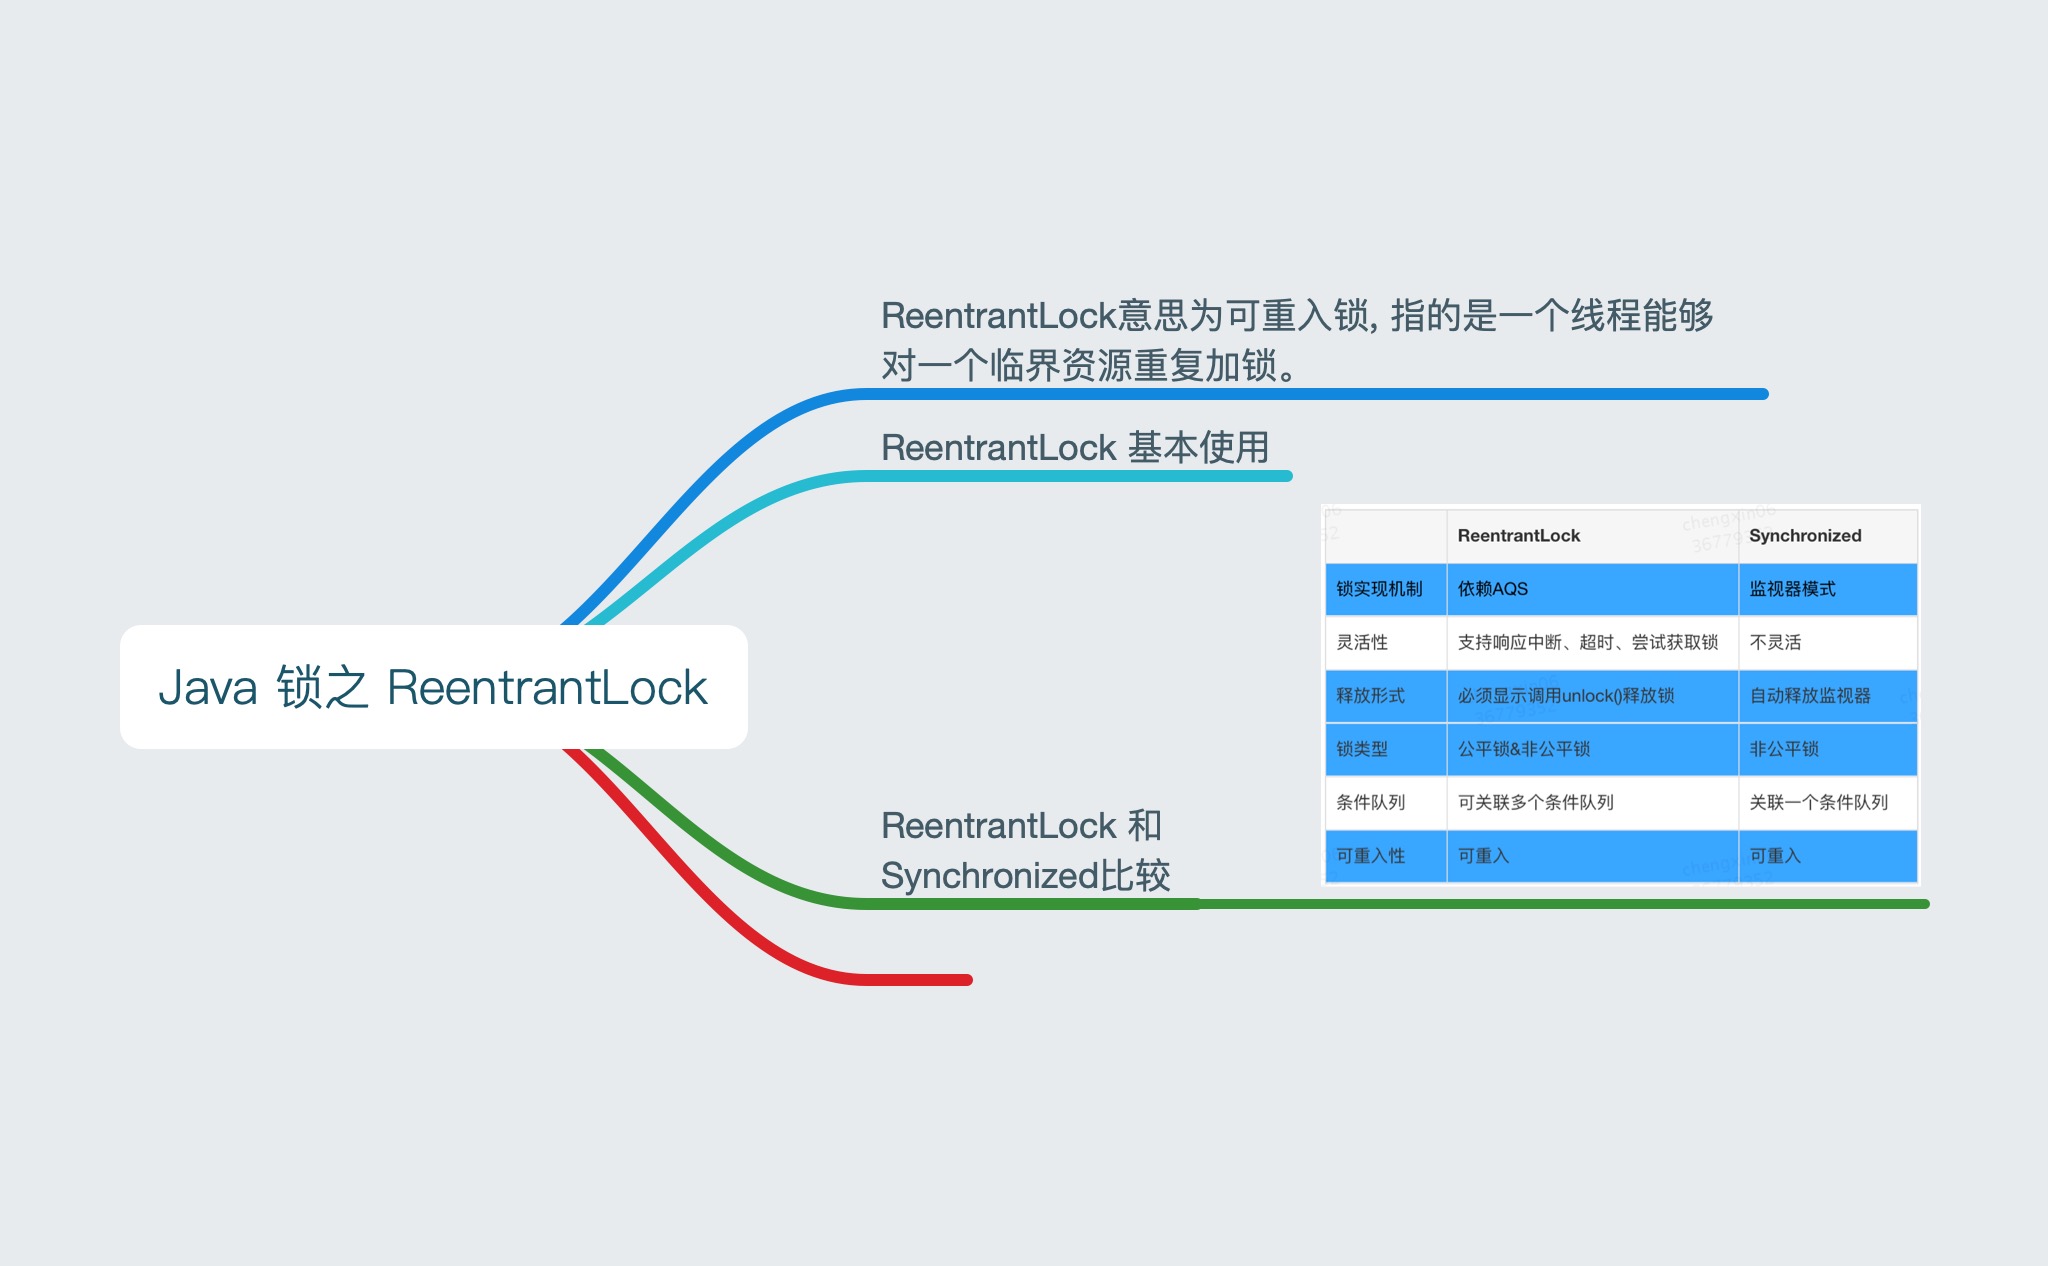 ReentrantLock意思为可重入锁, 指的是一个线程能够
对一个临界资源重复加锁。
ReentrantLock 基本使用
Java 锁之 ReentrantLock
ReentrantLock 和
Synchronized比较
ReentrantLock Synchronized
锁实现机制 依赖AQS 监视器模式
灵活性 支持响应中断、超时、尝试获取锁 不灵活
释放形式 必须显示调用unlock()释放锁 自动释放监视器
锁类型 公平锁&非公平锁 非公平锁
条件队列 可关联多个条件队列 关联一个条件队列
可重入性 可重入 可重入
chengxin06